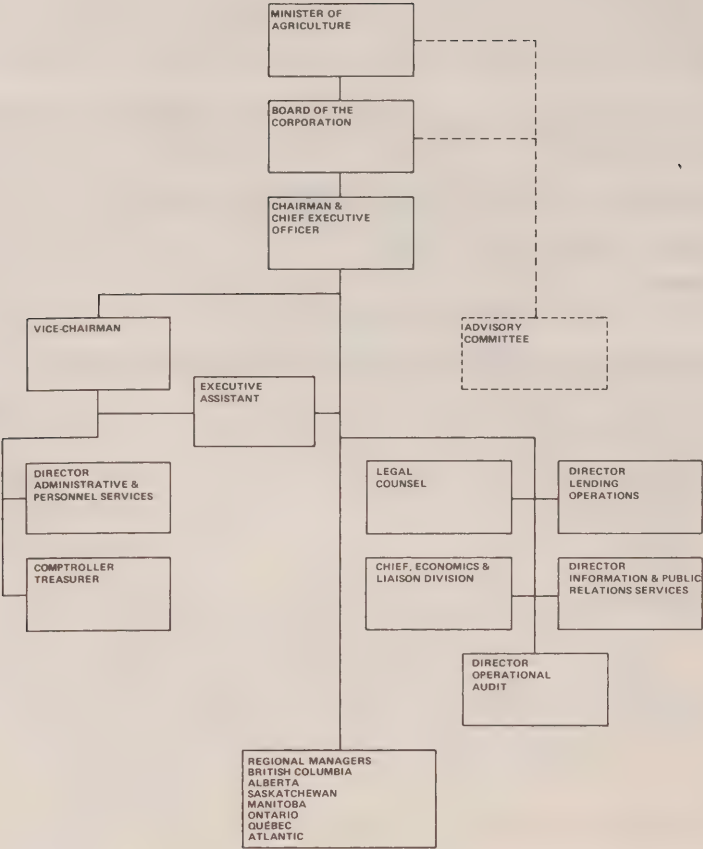 MINISTER OF
AGRICULTURE
BOARD OF THE
CORPORATION
CHAIRMAN &
CHIEF EXECUTIVE
OFFICER
VICE-CHAIRMAN
ADVISORY
COMMITTEE
EXECUTIVE
ASSISTANT
DIRECTOR
ADMINISTRATIVE &
PERSONNEL SERVICES
LEGAL
COUNSEL
DIRECTOR
LENDING
OPERATIONS
COMPTROLLER
TREASURER
CHIEF, ECONOMICS &
LIAISON DIVISION
DIRECTOR
INFORMATION & PUBLIC
RELATIONS SERVICES
DIRECTOR
OPERATIONAL
AUDIT
REGIONAL MANAGERS
BRITISH COLUMBIA
ALBERTA
SASKATCHEWAN
MANITOBA
ONTARIO
QUÉBEC
ATLANTIC